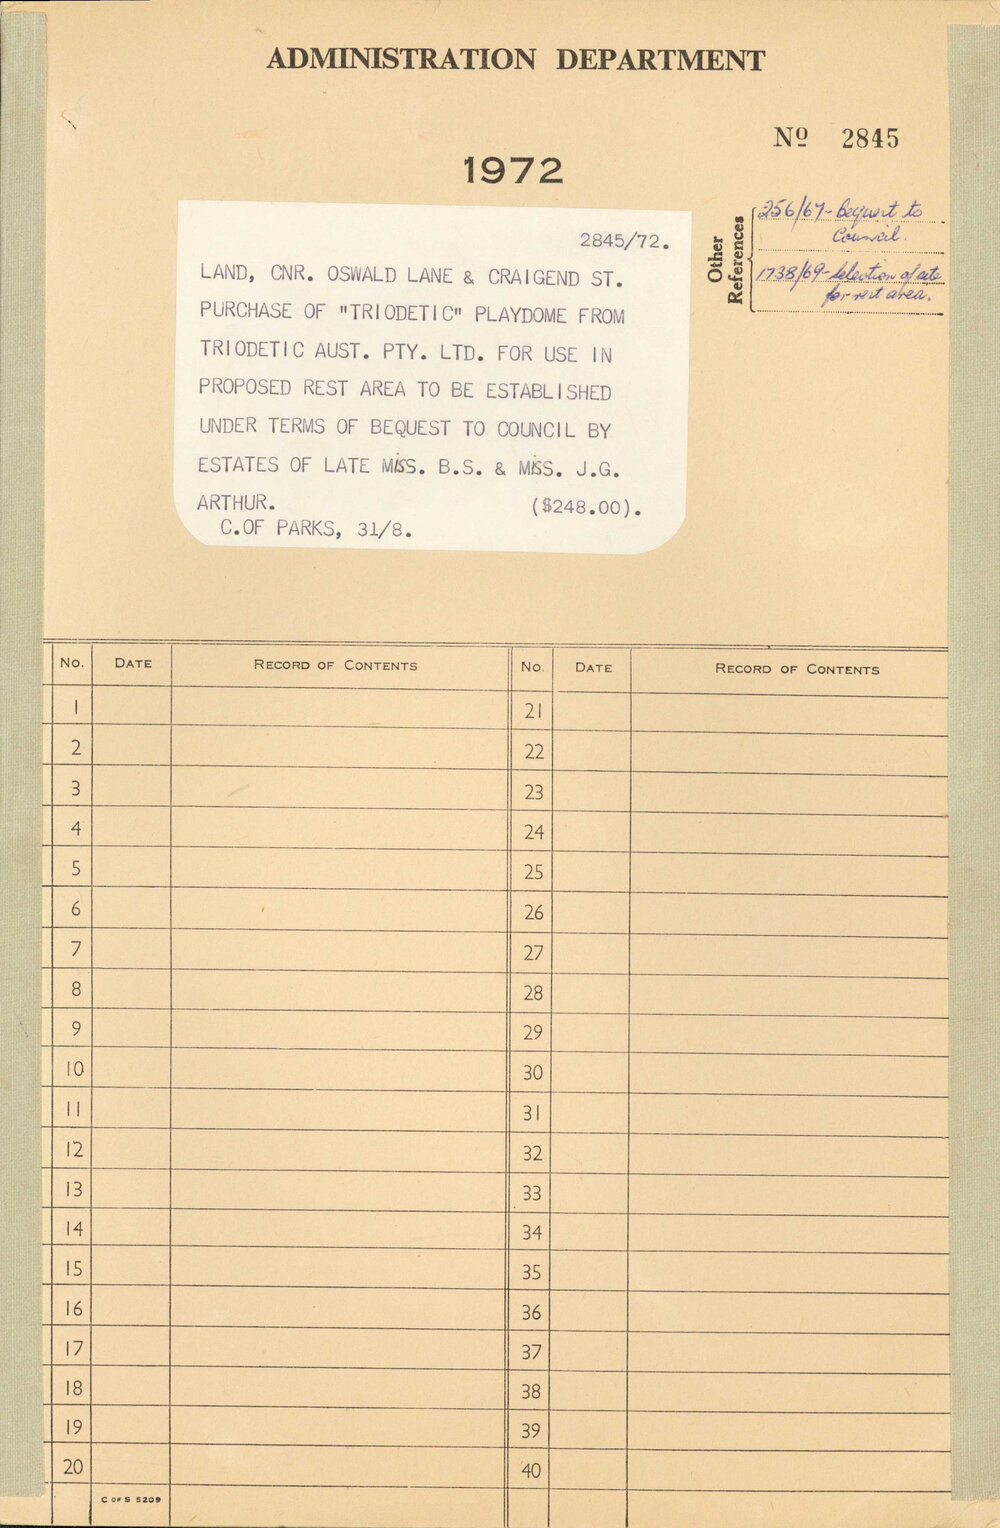 ADMINISTRATION DEPARTMENT
Nº 2845
1972
Other References
256/67-Bequest to
Council.
1738/69-Selection of site
for rest area.
2845/72.
LAND, CNR. OSWALD LANE & CRAIGEND ST.
PURCHASE OF "TRIODETIC" PLAYDOME FROM
TRIODETIC AUST. PTY. LTD. FOR USE IN
PROPOSED REST AREA TO BE ESTABLISHED
UNDER TERMS OF BEQUEST TO COUNCIL BY
ESTATES OF LATE MISS. B.S. & MISS. J.G.
ARTHUR. ($248.00).
C.OF PARKS, 31/8.
No. DATE RECORD OF CONTENTS No. DATE RECORD OF CONTENTS
1 21
2 22
3 23
4 24
5 25
6 26
7 27
8 28
9 29
10 30
11 31
12 32
13 33
14 34
15 35
16 36
17 37
18 38
19 39
20 40
C OF S 5209